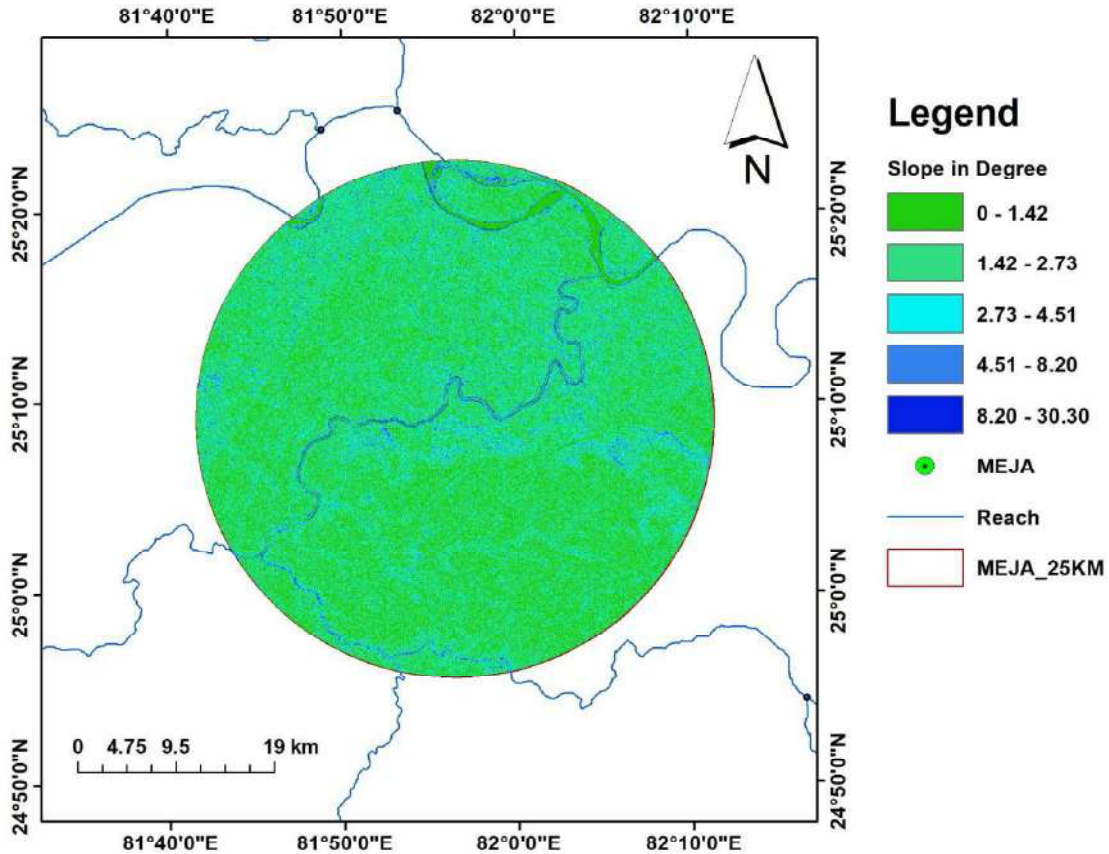 81°40'0"E 81°50'0"E 82°0'0"E 82°10'0"E
25°20'0"N
25°10'0"N
25°0'0"N
24°50'0"N
N
0 4.75 9.5 19 km
25°20'0"N
25°10'0"N
25°0'0"N
24°50'0"N
81°40'0"E 81°50'0"E 82°0'0"E 82°10'0"E
Legend
Slope in Degree
0 - 1.42
1.42 - 2.73
2.73 - 4.51
4.51 - 8.20
8.20 - 30.30
MEJA
Reach
MEJA_25KM